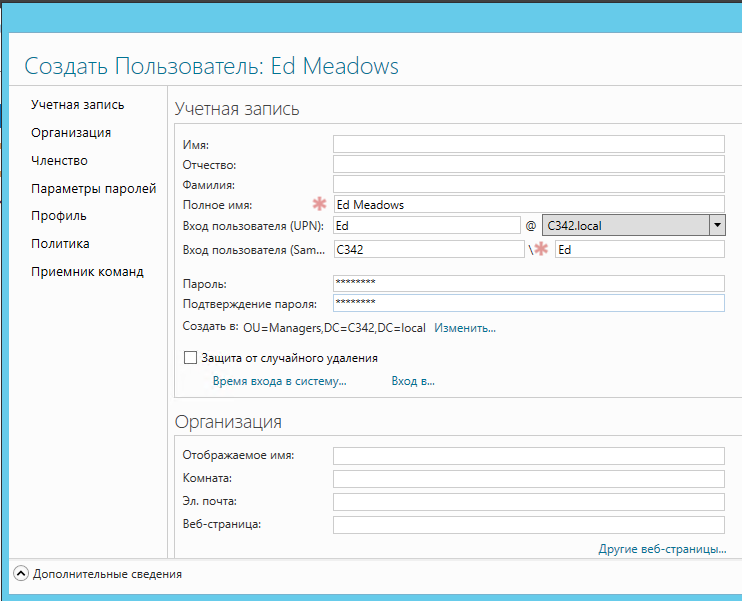 Создать Пользователь: Ed Meadows
Учетная запись
Организация
Членство
Параметры паролей
Профиль
Политика
Приемник команд
Учетная запись
Имя:
Отчество:
Фамилия:
Полное имя: * Ed Meadows
Вход пользователя (UPN): Ed @ C342.local
Вход пользователя (Sam... C342 \ * Ed
Пароль: ********
Подтверждение пароля: ********
Создать в: OU=Managers,DC=C342,DC=local Изменить...
Защита от случайного удаления
Время входа в систему... Вход в...
Организация
Отображаемое имя:
Комната:
Эл. почта:
Веб-страница:
Другие веб-страницы...
Дополнительные сведения